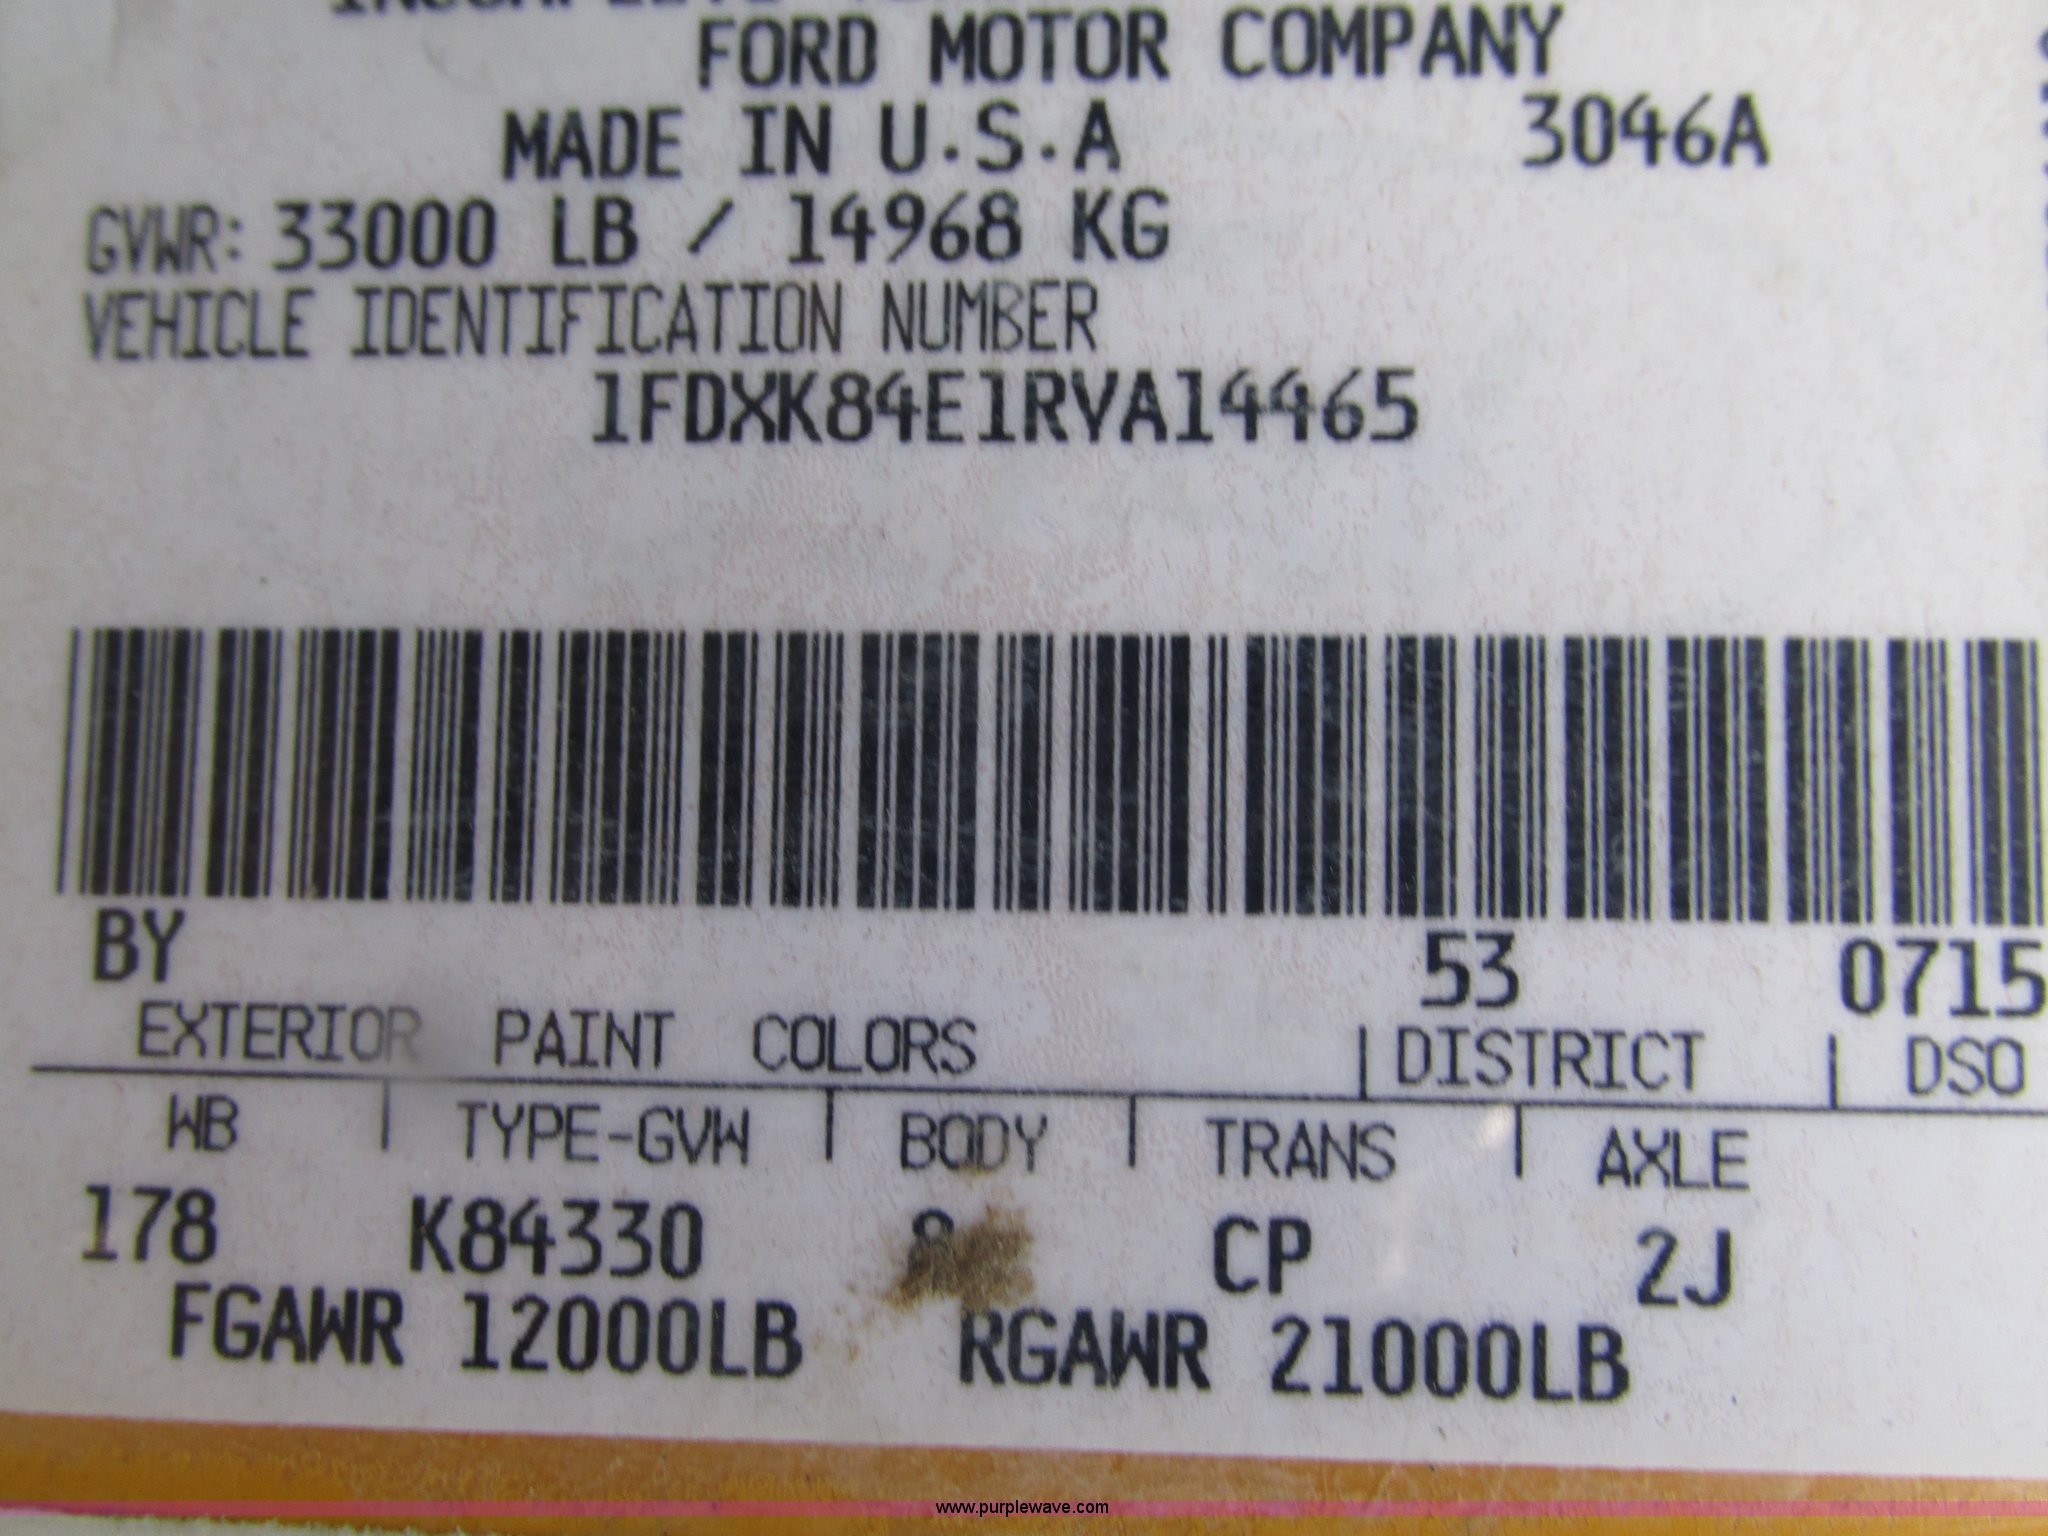 FORD MOTOR COMPANY
MADE IN U.S.A 3046A
GVWR: 33000 LB / 14968 KG
VEHICLE IDENTIFICATION NUMBER
1FDXK84E1RVA14465
BY 53 0715
EXTERIOR PAINT COLORS DISTRICT DSO
WB TYPE-GVW BODY TRANS AXLE
178 K84330 CP 2J
FGAWR 12000LB RGAWR 21000LB
www.purplewave.com